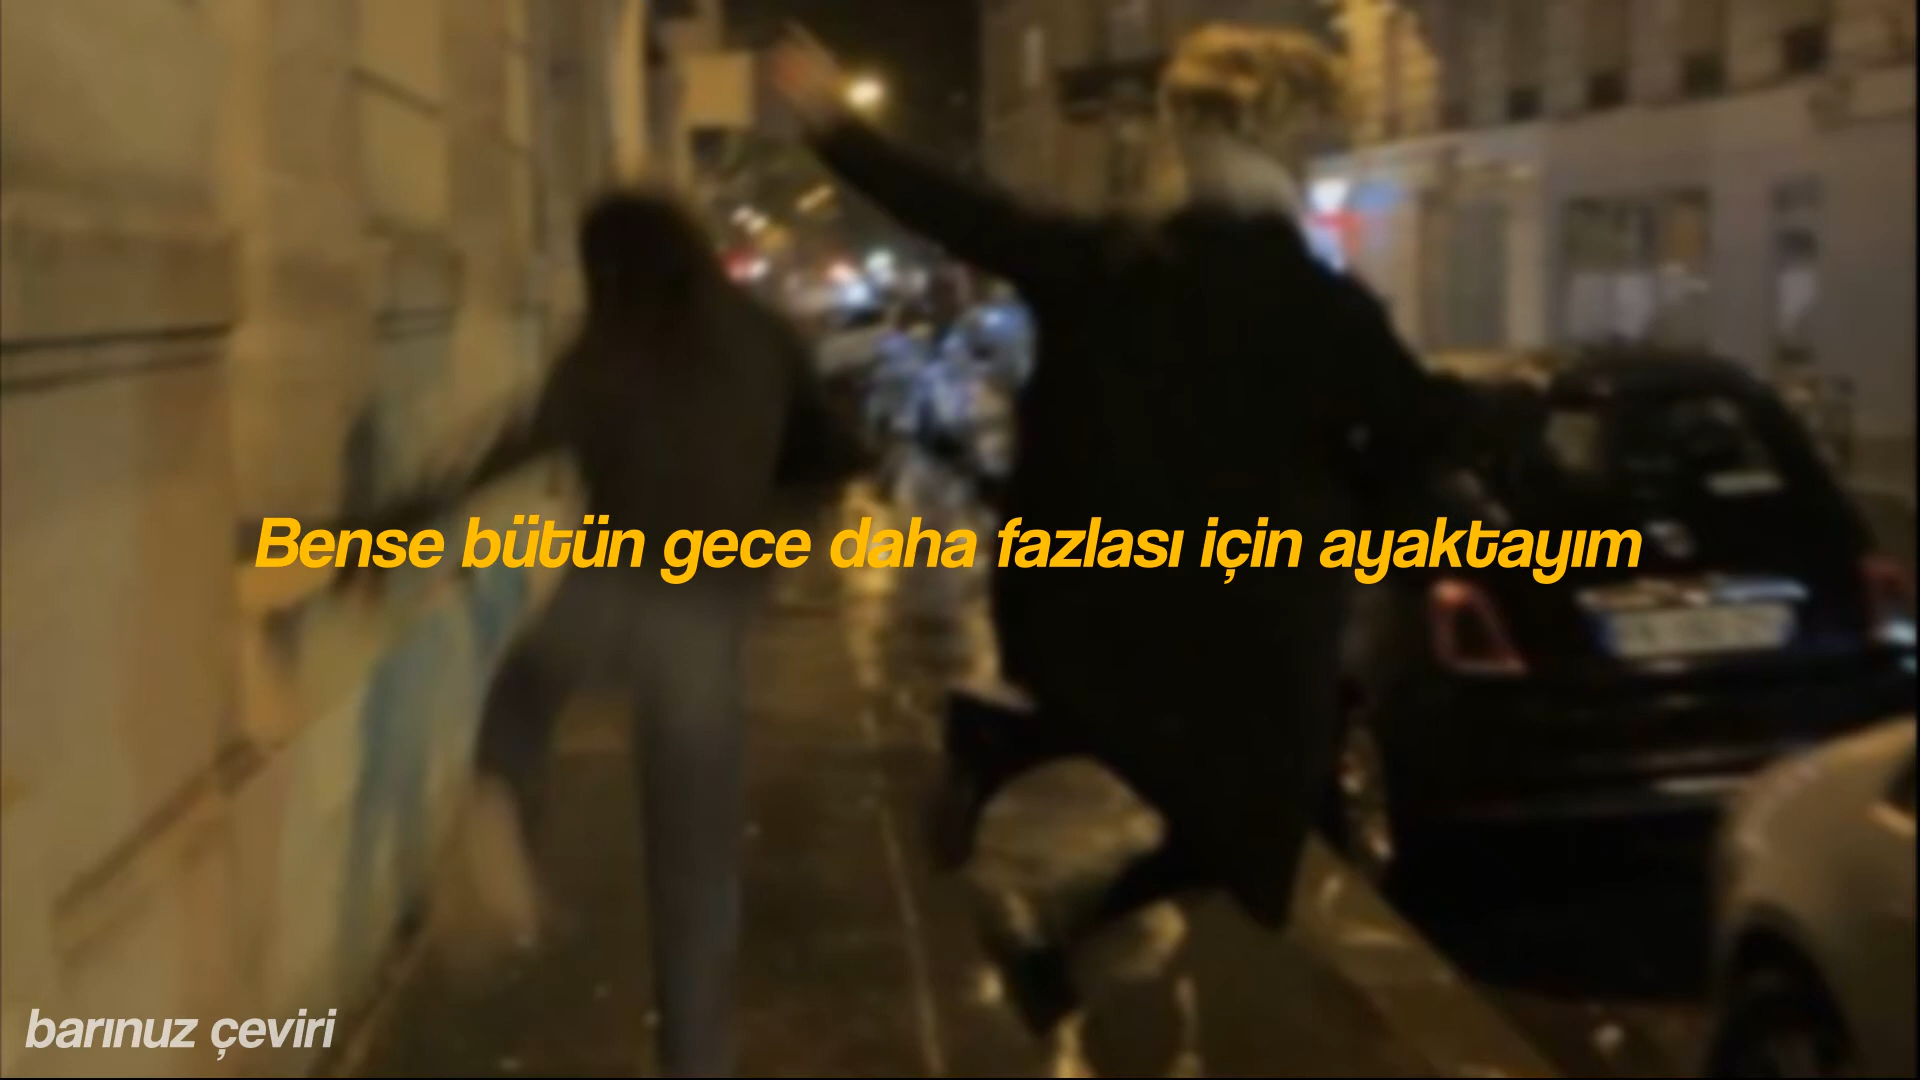 Bense bütün gece daha fazlası için ayaktayım
barınuz çeviri